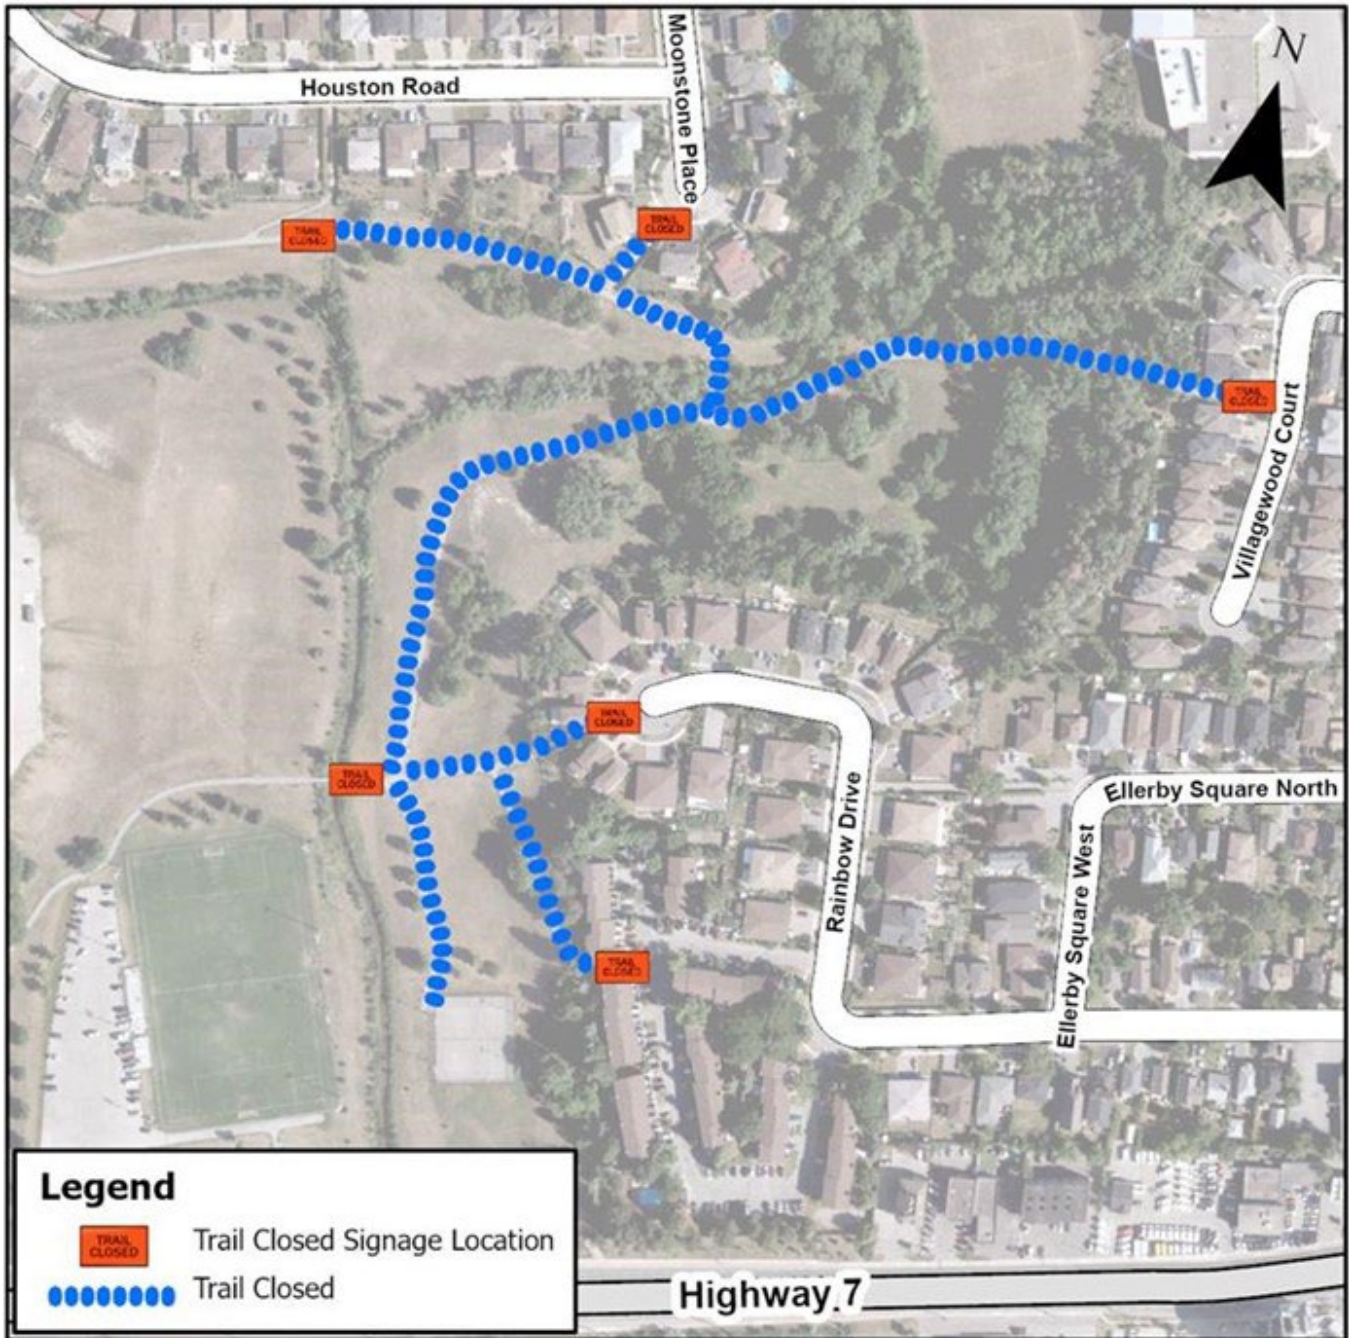 Moonstone Place
N
Houston Road
TRAIL
CLOSED
TRAIL
CLOSED
TRAIL
CLOSED
Villagewood Court
TRAIL
CLOSED
TRAIL
CLOSED
Ellerby Square North
Rainbow Drive
Ellerby Square West
TRAIL
CLOSED
Legend
TRAIL
CLOSED
Trail Closed Signage Location
Trail Closed
Highway 7